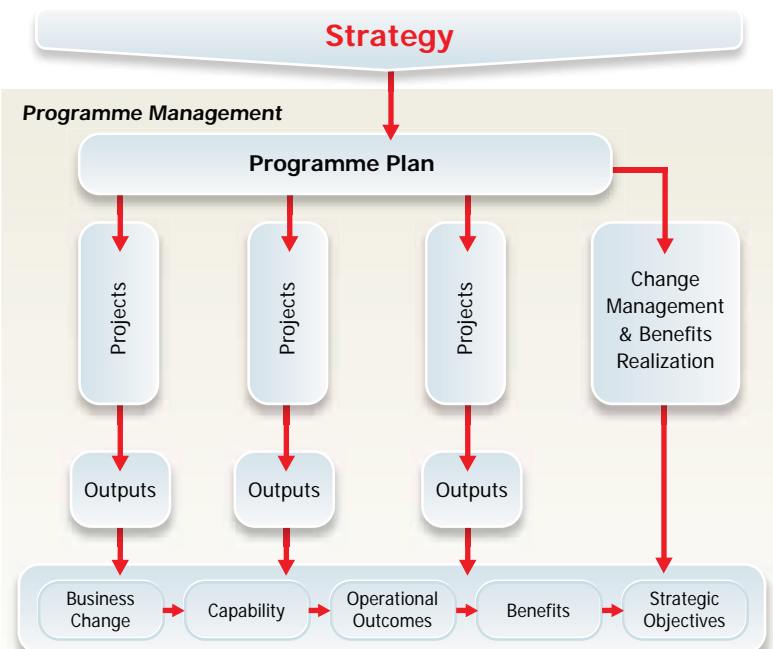 Strategy
Programme Management
Programme Plan
Projects
Projects
Projects
Change
Management
& Benefits
Realization
Outputs
Outputs
Outputs
Business
Change
Capability
Operational
Outcomes
Benefits
Strategic
Objectives